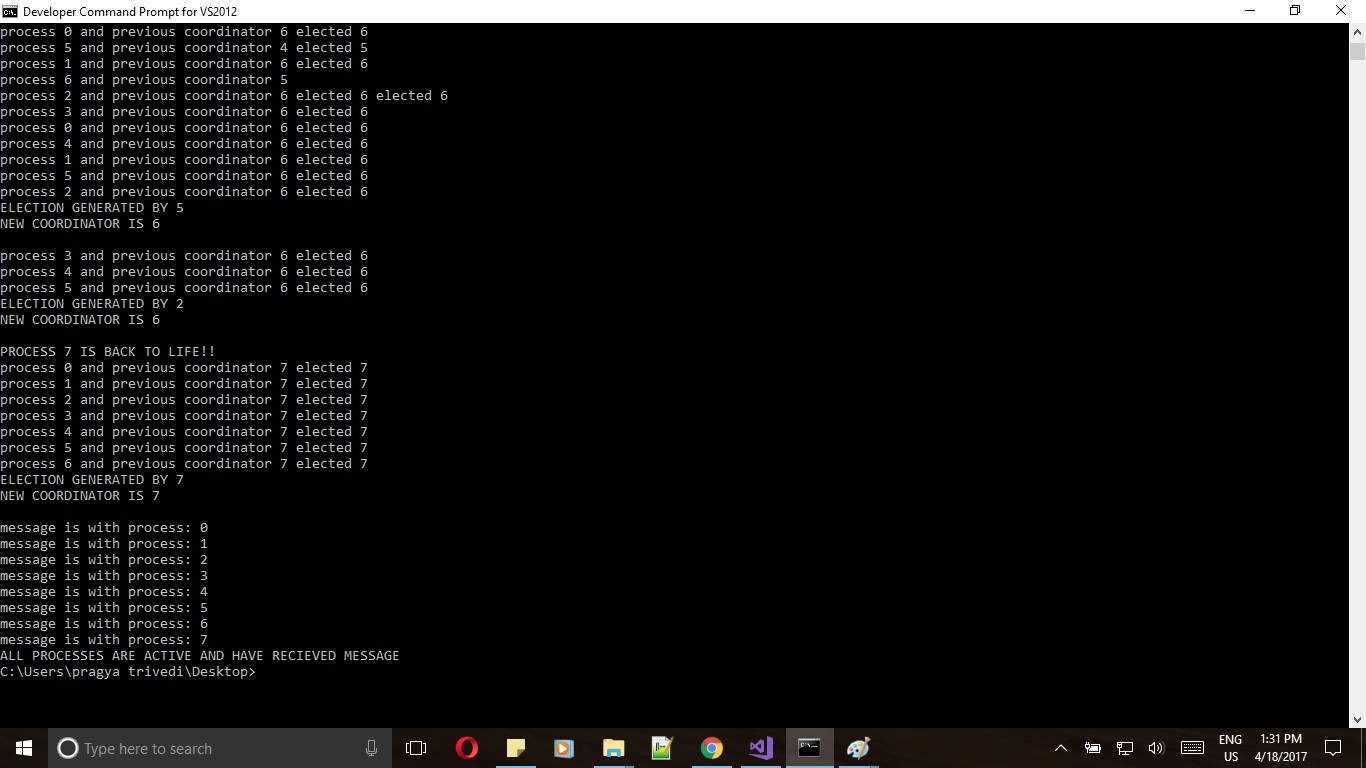 Developer Command Prompt for VS2012
process 0 and previous coordinator 6 elected 6
process 5 and previous coordinator 4 elected 5
process 1 and previous coordinator 6 elected 6
process 6 and previous coordinator 5
process 2 and previous coordinator 6 elected 6 elected 6
process 3 and previous coordinator 6 elected 6
process 0 and previous coordinator 6 elected 6
process 4 and previous coordinator 6 elected 6
process 1 and previous coordinator 6 elected 6
process 5 and previous coordinator 6 elected 6
process 2 and previous coordinator 6 elected 6
ELECTION GENERATED BY 5
NEW COORDINATOR IS 6
process 3 and previous coordinator 6 elected 6
process 4 and previous coordinator 6 elected 6
process 5 and previous coordinator 6 elected 6
ELECTION GENERATED BY 2
NEW COORDINATOR IS 6
PROCESS 7 IS BACK TO LIFE!!
process 0 and previous coordinator 7 elected 7
process 1 and previous coordinator 7 elected 7
process 2 and previous coordinator 7 elected 7
process 3 and previous coordinator 7 elected 7
process 4 and previous coordinator 7 elected 7
process 5 and previous coordinator 7 elected 7
process 6 and previous coordinator 7 elected 7
ELECTION GENERATED BY 7
NEW COORDINATOR IS 7
message is with process: 0
message is with process: 1
message is with process: 2
message is with process: 3
message is with process: 4
message is with process: 5
message is with process: 6
message is with process: 7
ALL PROCESSES ARE ACTIVE AND HAVE RECIEVED MESSAGE
C:\Users\pragya trivedi\Desktop>
Type here to search
ENG
US
1:31 PM
4/18/2017